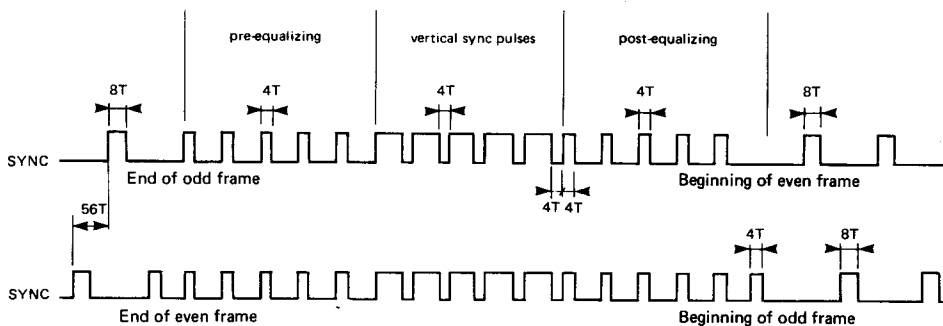 pre-equalizing vertical sync pulses post-equalizing
8T 4T 4T 4T 8T
SYNC
End of odd frame Beginning of even frame
56T 4T 4T
4T 8T
SYNC
End of even frame Beginning of odd frame